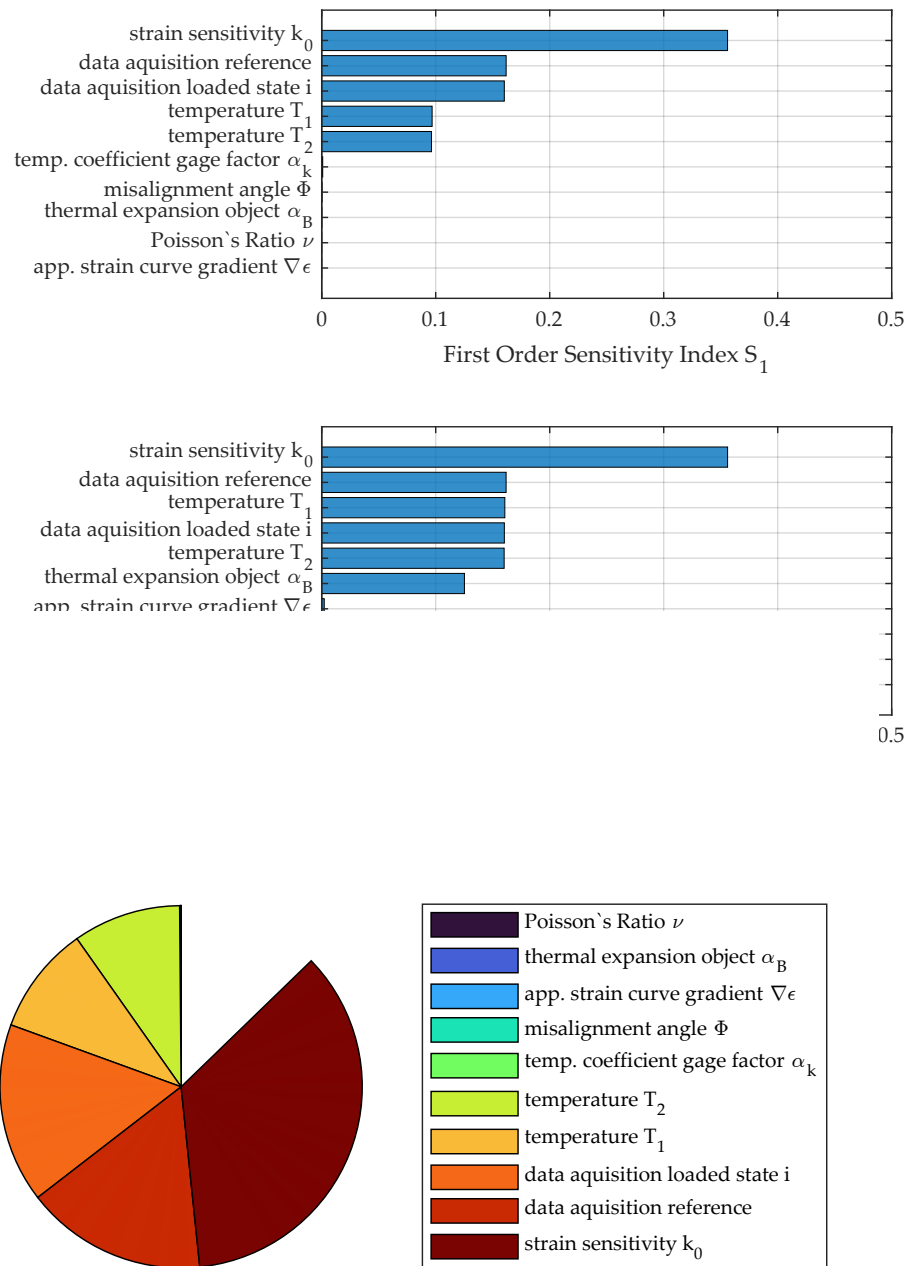 strain sensitivity k0
data aquisition reference
data aquisition loaded state i
temperature T1
temperature T2
temp. coefficient gage factor αk
misalignment angle Φ
thermal expansion object αB
Poisson`s Ratio ν
app. strain curve gradient ∇ϵ
0 0.1 0.2 0.3 0.4 0.5
First Order Sensitivity Index S1
strain sensitivity k0
data aquisition reference
temperature T1
data aquisition loaded state i
temperature T2
thermal expansion object αB
app. strain curve gradient ∇ϵ
0.5
Poisson`s Ratio ν
thermal expansion object αB
app. strain curve gradient ∇ϵ
misalignment angle Φ
temp. coefficient gage factor αk
temperature T2
temperature T1
data aquisition loaded state i
data aquisition reference
strain sensitivity k0